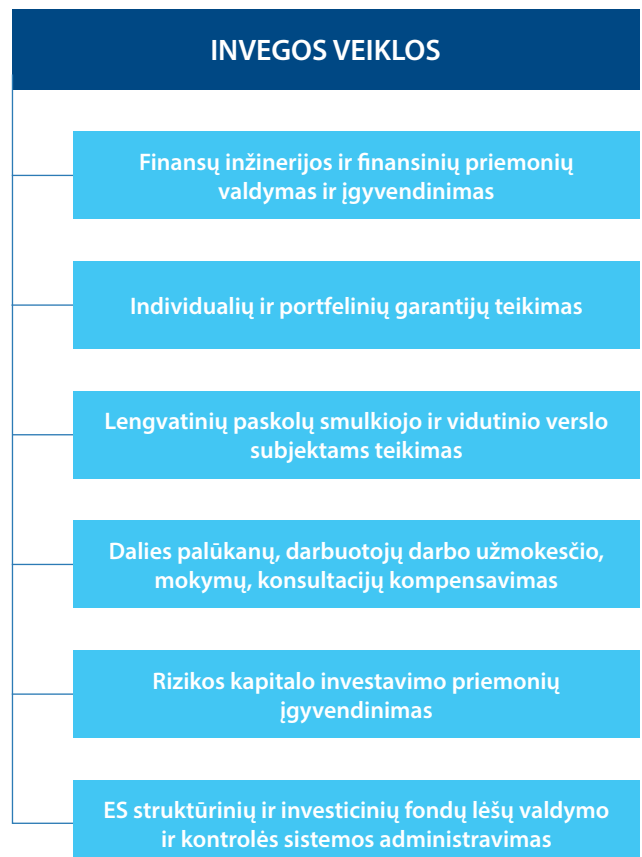 INVEGOS VEIKLOS
Finansų inžinerijos ir finansinių priemonių
valdymas ir įgyvendinimas
Individualių ir portfelinių garantijų teikimas
Lengvatinių paskolų smulkiojo ir vidutinio verslo
subjektams teikimas
Dalies palūkanų, darbuotojų darbo užmokesčio,
mokymų, konsultacijų kompensavimas
Rizikos kapitalo investavimo priemonių
įgyvendinimas
ES struktūrinių ir investicinių fondų lėšų valdymo
ir kontrolės sistemos administravimas